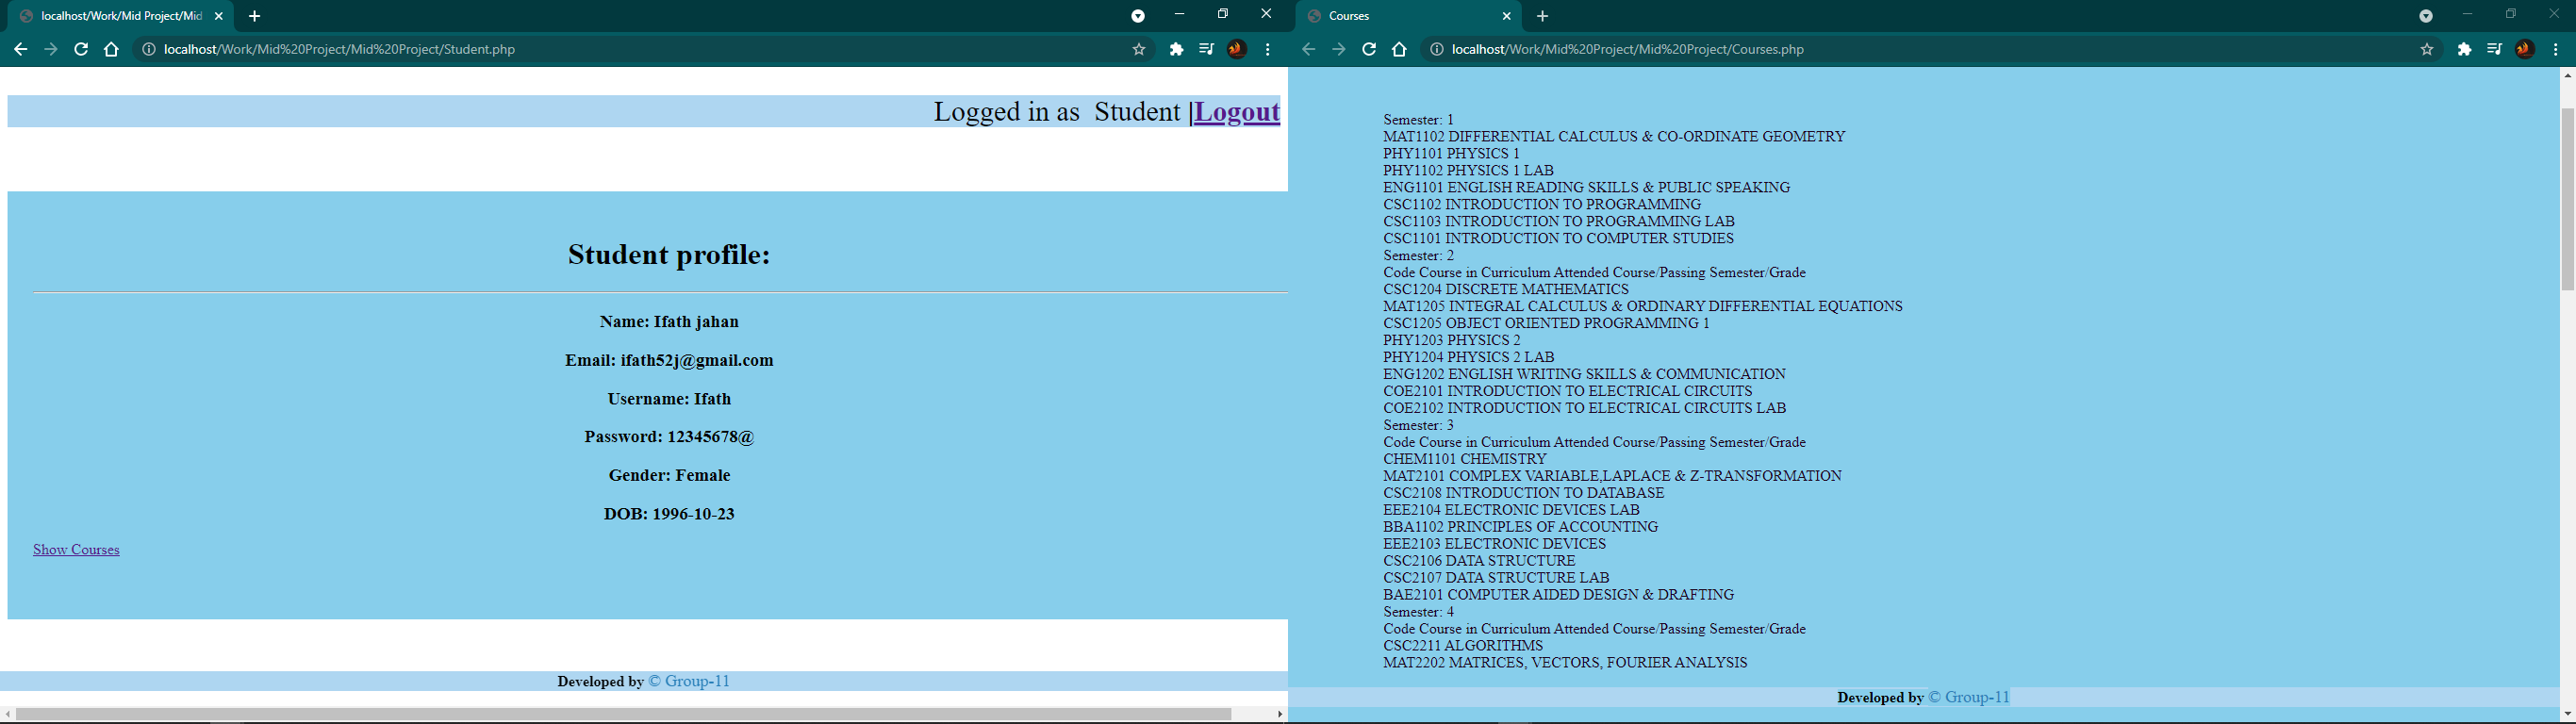 localhost/Work/Mid Project/Mid
localhost/Work/Mid%20Project/Mid%20Project/Student.php
Logged in as  Student |Logout
Student profile:
Name: Ifath jahan
Email: ifath52j@gmail.com
Username: Ifath
Password: 12345678@
Gender: Female
DOB: 1996-10-23
Show Courses
Developed by © Group-11
Courses
localhost/Work/Mid%20Project/Mid%20Project/Courses.php
Semester: 1
MAT1102 DIFFERENTIAL CALCULUS & CO-ORDINATE GEOMETRY
PHY1101 PHYSICS 1
PHY1102 PHYSICS 1 LAB
ENG1101 ENGLISH READING SKILLS & PUBLIC SPEAKING
CSC1102 INTRODUCTION TO PROGRAMMING
CSC1103 INTRODUCTION TO PROGRAMMING LAB
CSC1101 INTRODUCTION TO COMPUTER STUDIES
Semester: 2
Code Course in Curriculum Attended Course/Passing Semester/Grade
CSC1204 DISCRETE MATHEMATICS
MAT1205 INTEGRAL CALCULUS & ORDINARY DIFFERENTIAL EQUATIONS
CSC1205 OBJECT ORIENTED PROGRAMMING 1
PHY1203 PHYSICS 2
PHY1204 PHYSICS 2 LAB
ENG1202 ENGLISH WRITING SKILLS & COMMUNICATION
COE2101 INTRODUCTION TO ELECTRICAL CIRCUITS
COE2102 INTRODUCTION TO ELECTRICAL CIRCUITS LAB
Semester: 3
Code Course in Curriculum Attended Course/Passing Semester/Grade
CHEM1101 CHEMISTRY
MAT2101 COMPLEX VARIABLE,LAPLACE & Z-TRANSFORMATION
CSC2108 INTRODUCTION TO DATABASE
EEE2104 ELECTRONIC DEVICES LAB
BBA1102 PRINCIPLES OF ACCOUNTING
EEE2103 ELECTRONIC DEVICES
CSC2106 DATA STRUCTURE
CSC2107 DATA STRUCTURE LAB
BAE2101 COMPUTER AIDED DESIGN & DRAFTING
Semester: 4
Code Course in Curriculum Attended Course/Passing Semester/Grade
CSC2211 ALGORITHMS
MAT2202 MATRICES, VECTORS, FOURIER ANALYSIS
Developed by © Group-11